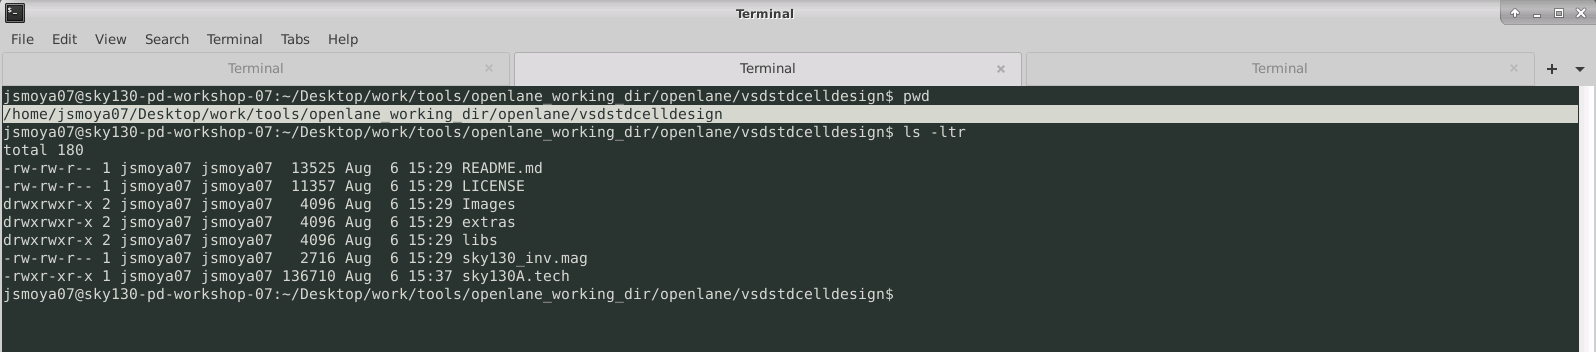 Terminal
File Edit View Search Terminal Tabs Help
Terminal Terminal Terminal
jsmoya07@sky130-pd-workshop-07:~/Desktop/work/tools/openlane_working_dir/openlane/vsdstdcelldesign$ pwd
/home/jsmoya07/Desktop/work/tools/openlane_working_dir/openlane/vsdstdcelldesign
jsmoya07@sky130-pd-workshop-07:~/Desktop/work/tools/openlane_working_dir/openlane/vsdstdcelldesign$ ls -ltr
total 180
-rw-rw-r-- 1 jsmoya07 jsmoya07  13525 Aug  6 15:29 README.md
-rw-rw-r-- 1 jsmoya07 jsmoya07  11357 Aug  6 15:29 LICENSE
drwxrwxr-x 2 jsmoya07 jsmoya07   4096 Aug  6 15:29 Images
drwxrwxr-x 2 jsmoya07 jsmoya07   4096 Aug  6 15:29 extras
drwxrwxr-x 2 jsmoya07 jsmoya07   4096 Aug  6 15:29 libs
-rw-rw-r-- 1 jsmoya07 jsmoya07   2716 Aug  6 15:29 sky130_inv.mag
-rwxr-xr-x 1 jsmoya07 jsmoya07 136710 Aug  6 15:37 sky130A.tech
jsmoya07@sky130-pd-workshop-07:~/Desktop/work/tools/openlane_working_dir/openlane/vsdstdcelldesign$